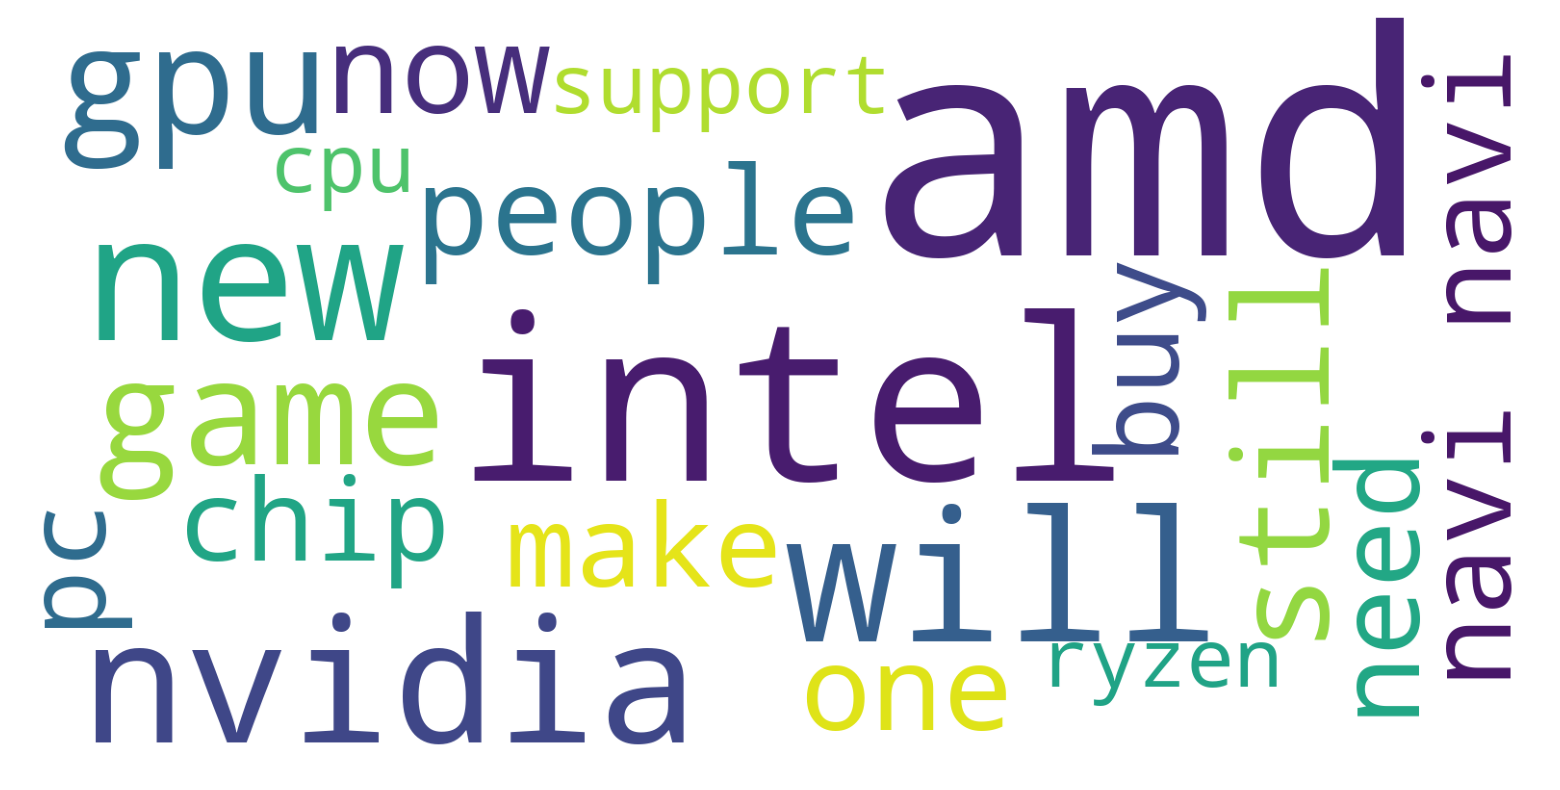 gpu
now
support
amd
cpu
people
new
intel
buy
still
navi navi
game
chip
make
will
need
pc
nvidia
one
ryzen